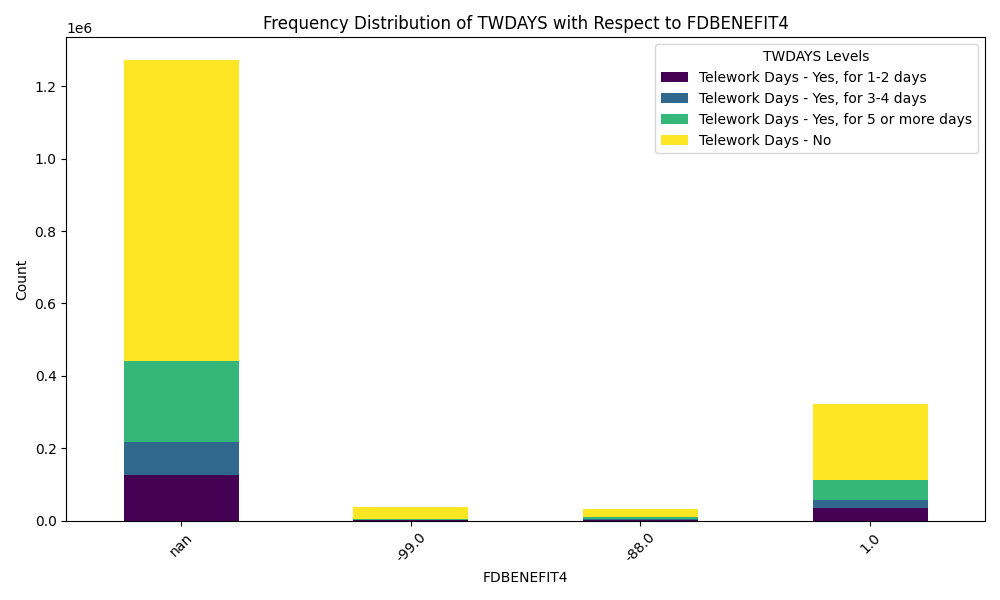 Frequency Distribution of TWDAYS with Respect to FDBENEFIT4
1e6
TWDAYS Levels
Telework Days - Yes, for 1-2 days
Telework Days - Yes, for 3-4 days
Telework Days - Yes, for 5 or more days
Telework Days - No
1.2
1.0
0.8
0.6
0.4
0.2
0.0
Count
nan
-99.0
-88.0
1.0
FDBENEFIT4